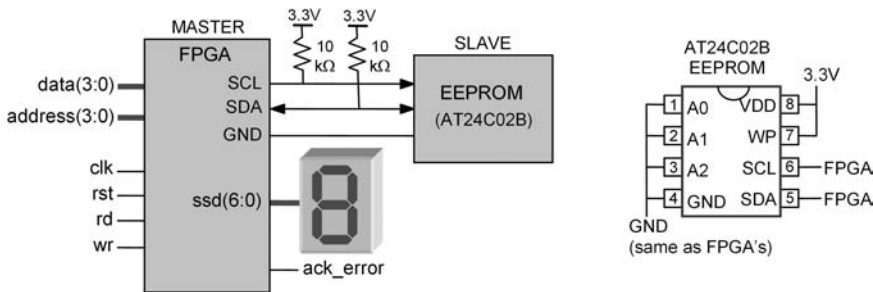 MASTER
FPGA
data(3:0)
address(3:0)
clk
rst
rd
wr
SCL
SDA
GND
ssd(6:0)
ack_error
3.3V
3.3V
10
kΩ
10
kΩ
SLAVE
EEPROM
(AT24C02B)
AT24C02B
EEPROM
3.3V
1 A0 VDD 8
2 A1 WP 7
3 A2 SCL 6 FPGA
4 GND SDA 5 FPGA
GND
(same as FPGA's)